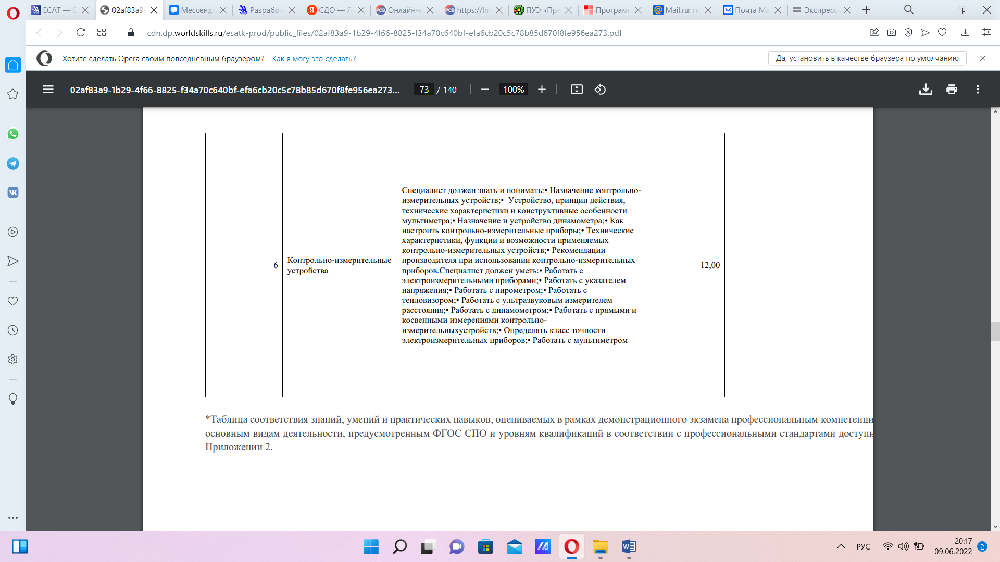 ЕСАТ — Е
02af83a9-
Мессендж
Разработ
СДО — Я
Онлайн-к
https://lm
ПУЭ «Пра
Программ
Mail.ru: по
Почта Ма
Экспресс-
cdn.dp.worldskills.ru/esatk-prod/public_files/02af83a9-1b29-4f66-8825-f34a70c640bf-efa6cb20c5c78b85d670f8fe956ea273.pdf
Хотите сделать Opera своим повседневным браузером? Как я могу это сделать?
Да, установить в качестве браузера по умолчанию
02af83a9-1b29-4f66-8825-f34a70c640bf-efa6cb20c5c78b85d670f8fe956ea273...
73 / 140
100%
6
Контрольно-измерительные
устройства
Специалист должен знать и понимать:• Назначение контрольно-
измерительных устройств;• Устройство, принцип действия,
технические характеристики и конструктивные особенности
мультиметра;• Назначение и устройство динамометра;• Как
настроить контрольно-измерительные приборы;• Технические
характеристики, функции и возможности применяемых
контрольно-измерительных устройств;• Рекомендации
производителя при использовании контрольно-измерительных
приборов.Специалист должен уметь:• Работать с
электроизмерительными приборами;• Работать с указателем
напряжения;• Работать с пирометром;• Работать с
тепловизором;• Работать с ультразвуковым измерителем
расстояния;• Работать с динамометром;• Работать с прямыми и
косвенными измерениями контрольно-
измерительныхустройств;• Определять класс точности
электроизмерительных приборов;• Работать с мультиметром
12,00
*Таблица соответствия знаний, умений и практических навыков, оцениваемых в рамках демонстрационного экзамена профессиональным компетенци
основным видам деятельности, предусмотренным ФГОС СПО и уровням квалификаций в соответствии с профессиональными стандартами доступн
Приложении 2.
РУС
20:17
09.06.2022
2